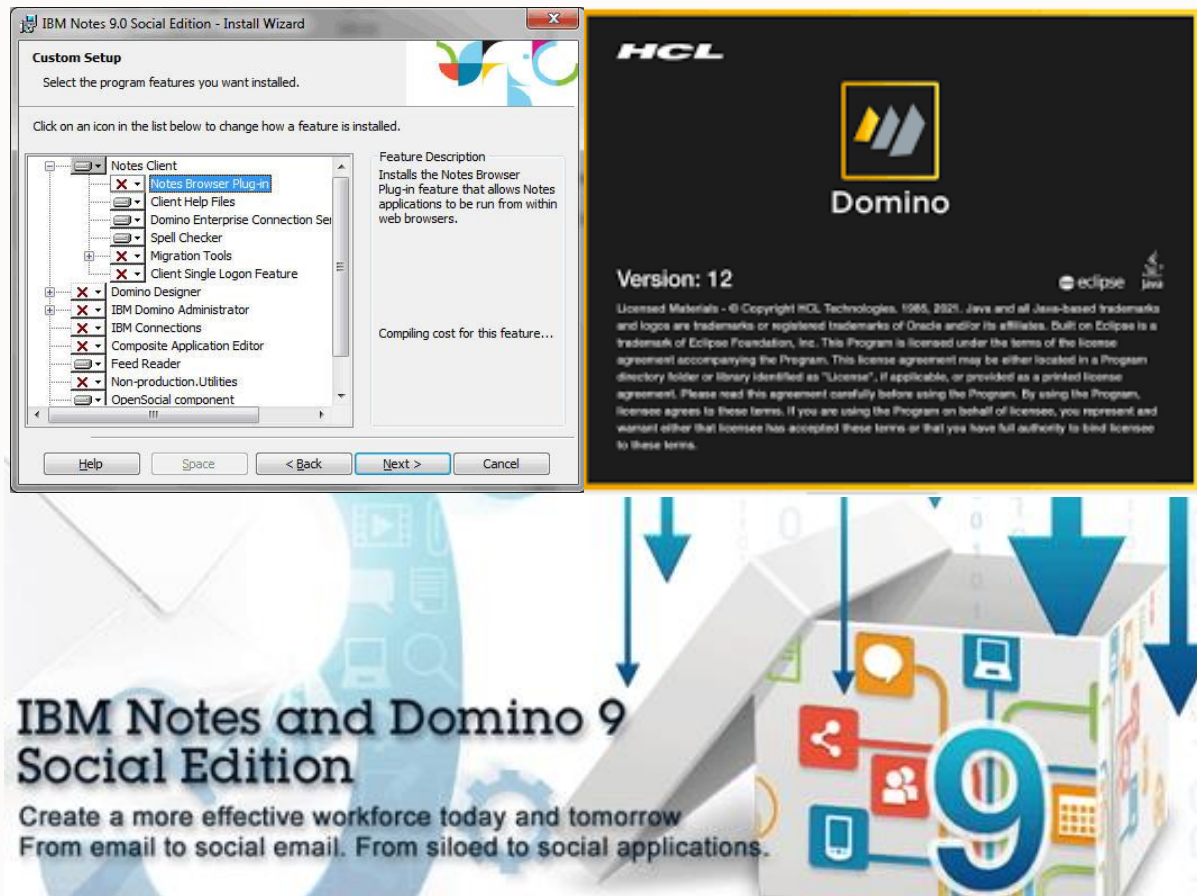 IBM Notes 9.0 Social Edition - Install Wizard
Custom Setup
Select the program features you want installed.
Click on an icon in the list below to change how a feature is installed.
Notes Client
Notes Browser Plug-in
Client Help Files
Domino Enterprise Connection Ser
Spell Checker
Migration Tools
Client Single Logon Feature
Domino Designer
IBM Domino Administrator
IBM Connections
Composite Application Editor
Feed Reader
Non-production.Utilities
OpenSocial component
Feature Description
Installs the Notes Browser
Plug-in feature that allows Notes
applications to be run from within
web browsers.
Compiling cost for this feature...
Help
Space
< Back
Next >
Cancel
HCL
Domino
Version: 12
eclipse
Java
Licensed Materials - © Copyright HCL Technologies, 1985, 2021. Java and all Java-based trademarks
and logos are trademarks or registered trademarks of Oracle and/or its affiliates. Built on Eclipse is a
trademark of Eclipse Foundation, Inc. This Program is licensed under the terms of the license
agreement accompanying the Program. This license agreement may be either located in a Program
directory folder or library identified as "License", if applicable, or provided as a printed license
agreement. Please read this agreement carefully before using the Program. By using the Program,
licensee agrees to these terms. If you are using the Program on behalf of licensee, you represent and
warrant either that licensee has accepted these terms or that you have full authority to bind licensee
to these terms.
IBM Notes and Domino 9
Social Edition
Create a more effective workforce today and tomorrow
From email to social email. From siloed to social applications.
9